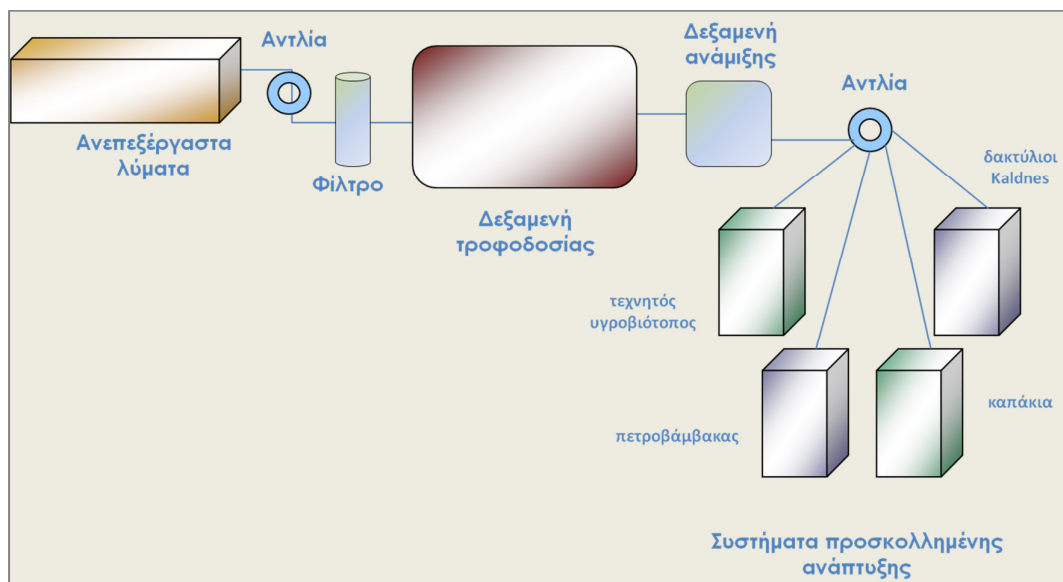 Αντλία
Ανεπεξέργαστα
λύματα
Φίλτρο
Δεξαμενή
τροφοδοσίας
Δεξαμενή
ανάμιξης
Αντλία
δακτύλιοι
Kaldnes
τεχνητός
υγροβιότοπος
πετροβάμβακας
καπάκια
Συστήματα προσκολλημένης
ανάπτυξης